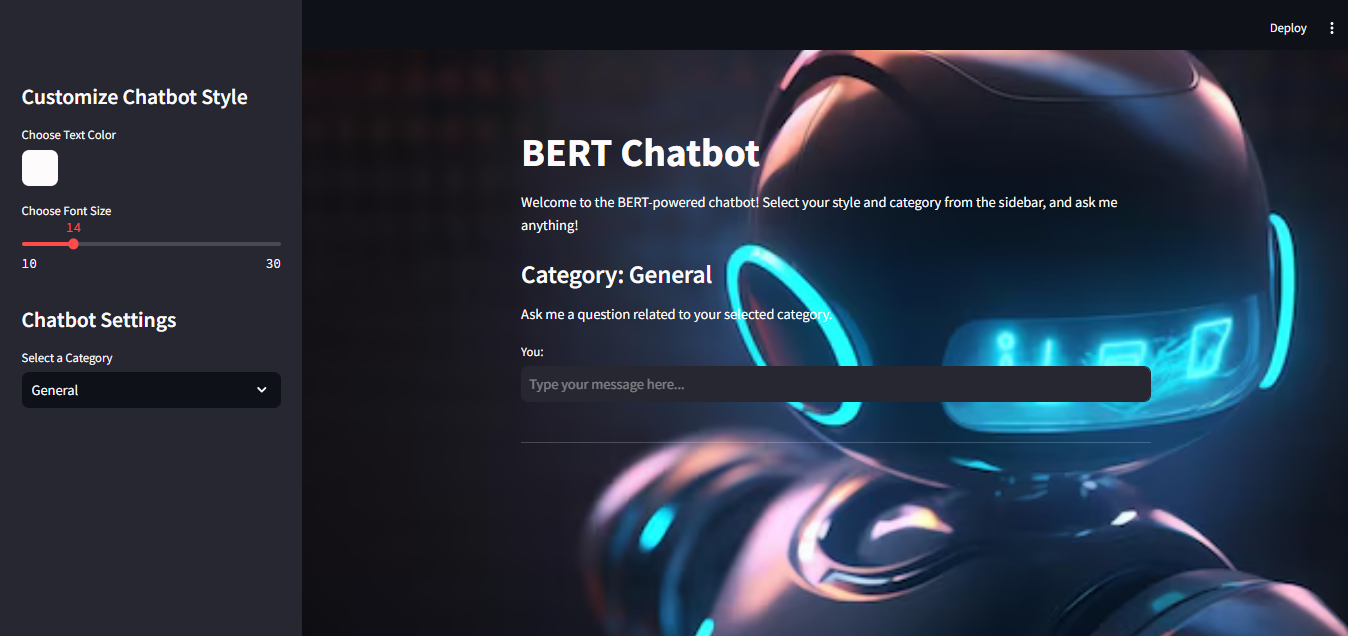 Deploy
Customize Chatbot Style
Choose Text Color
Choose Font Size
14
10 30
Chatbot Settings
Select a Category
General
BERT Chatbot
Welcome to the BERT-powered chatbot! Select your style and category from the sidebar, and ask me
anything!
Category: General
Ask me a question related to your selected category.
You:
Type your message here...